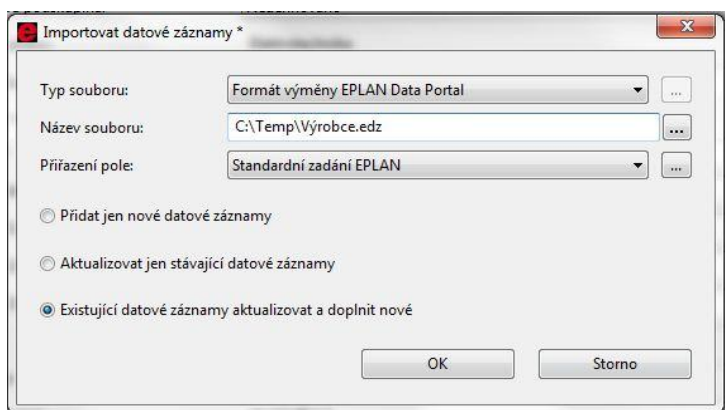 Importovat datové záznamy *
Typ souboru:
Formát výměny EPLAN Data Portal
...
Název souboru:
C:\Temp\Výrobce.edz
...
Přiřazení pole:
Standardní zadání EPLAN
...
Přidat jen nové datové záznamy
Aktualizovat jen stávající datové záznamy
Existující datové záznamy aktualizovat a doplnit nové
OK
Storno